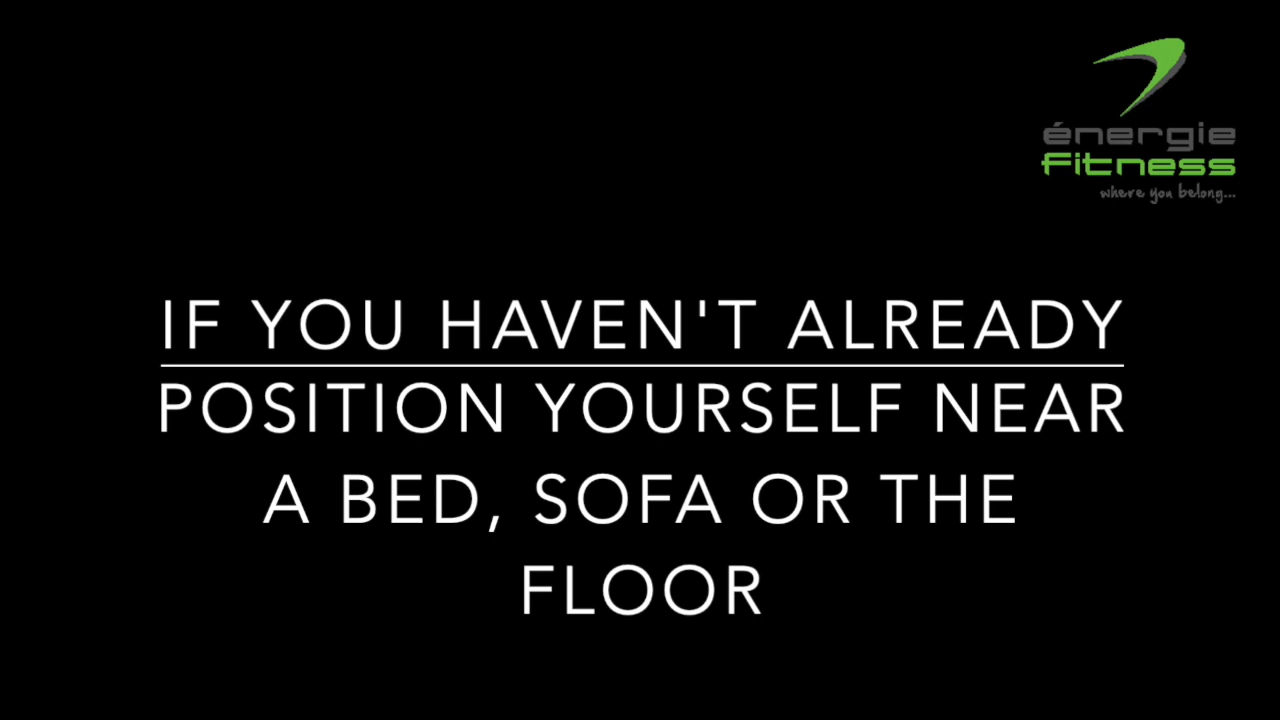 énergie
Fitness
where you belong...
IF YOU HAVEN'T ALREADY
POSITION YOURSELF NEAR
A BED, SOFA OR THE
FLOOR